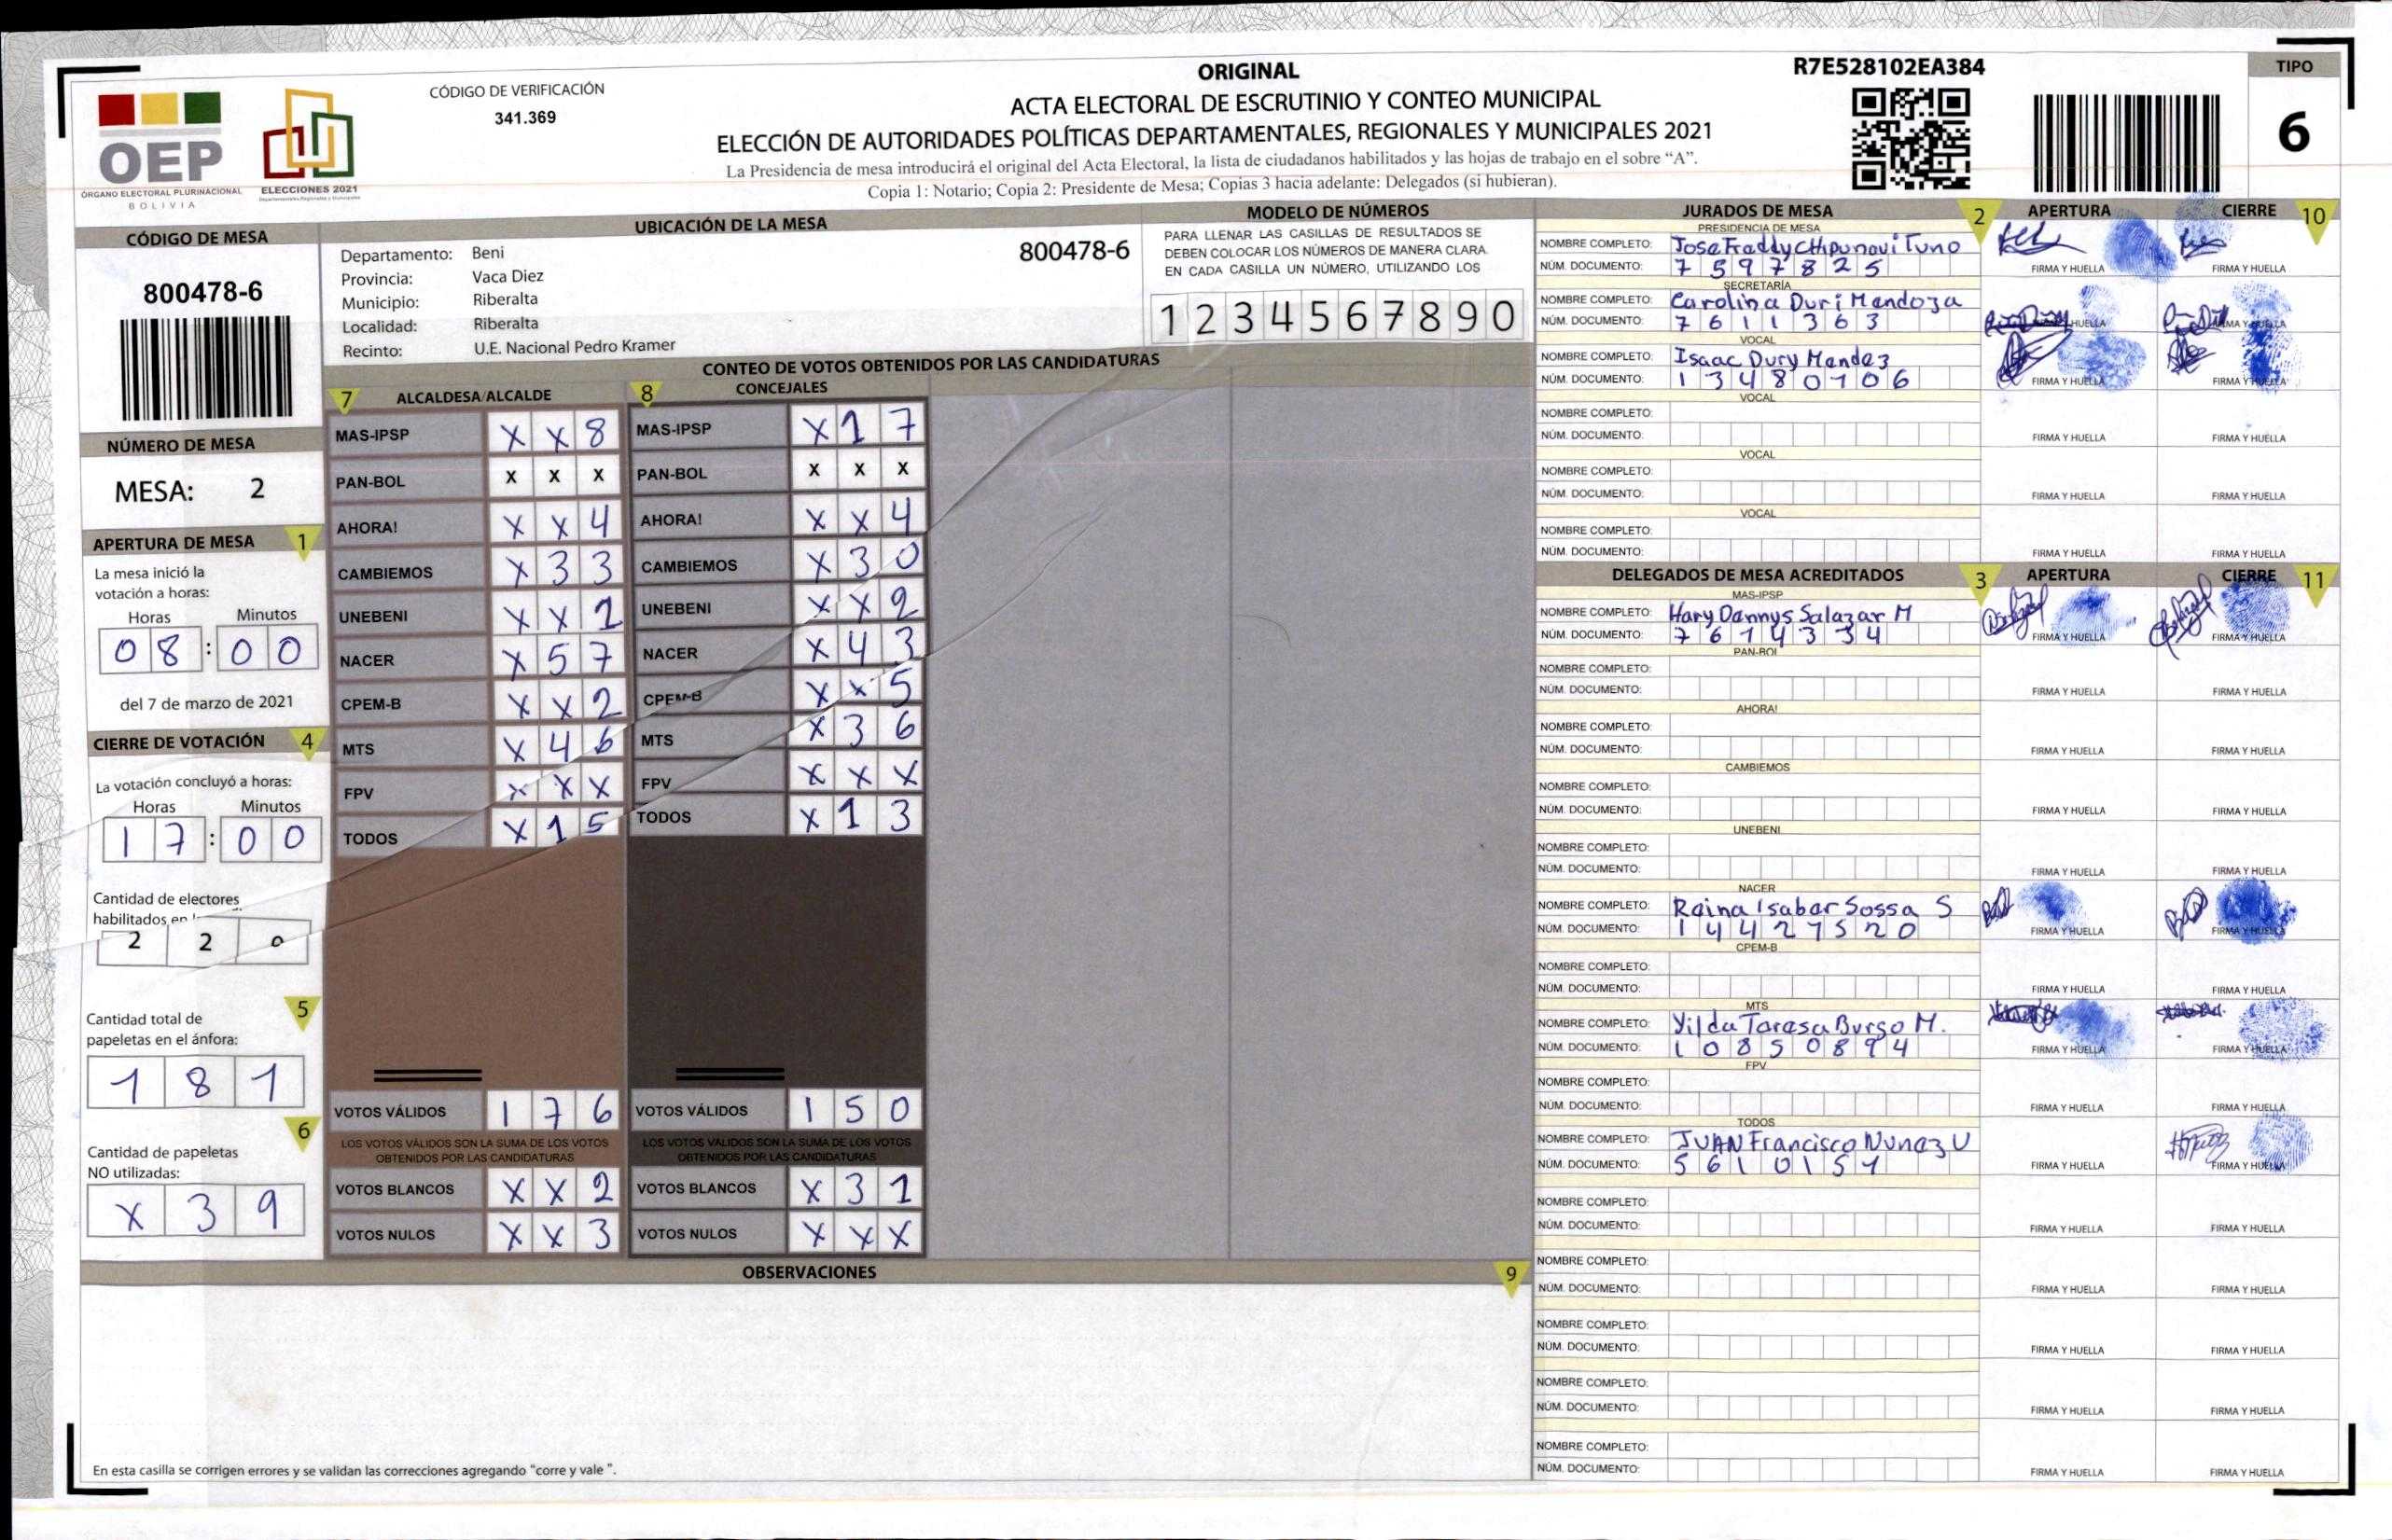 ORIGINAL
ACTA ELECTORAL DE ESCRUTINIO Y CONTEO MUNICIPAL
ELECCIÓN DE AUTORIDADES POLÍTICAS DEPARTAMENTALES, REGIONALES Y MUNICIPALES 2021
La Presidencia de mesa introducirá el original del Acta Electoral, la lista de ciudadanos habilitados y las hojas de trabajo en el sobre “A”.
Copia 1: Notario; Copia 2: Presidente de Mesa; Copias 3 hacia adelante: Delegados (si hubieran).
OEP
ÓRGANO ELECTORAL PLURINACIONAL
BOLIVIA
ELECCIONES 2021
Departamentales, Regionales y Municipales
CÓDIGO DE VERIFICACIÓN
341.369
R7E528102EA384
TIPO
6
CÓDIGO DE MESA
800478-6
NÚMERO DE MESA
MESA: 2
APERTURA DE MESA 1
La mesa inició la
votación a horas:
Horas Minutos
08:00
del 7 de marzo de 2021
CIERRE DE VOTACIÓN 4
La votación concluyó a horas:
Horas Minutos
17:00
Cantidad de electores
habilitados en
2 2 0
5
Cantidad total de
papeletas en el ánfora:
1 8 1
6
Cantidad de papeletas
NO utilizadas:
X 3 9
UBICACIÓN DE LA MESA
Departamento: Beni 800478-6
Provincia: Vaca Diez
Municipio: Riberalta
Localidad: Riberalta
Recinto: U.E. Nacional Pedro Kramer
MODELO DE NÚMEROS
PARA LLENAR LAS CASILLAS DE RESULTADOS SE
DEBEN COLOCAR LOS NÚMEROS DE MANERA CLARA.
EN CADA CASILLA UN NÚMERO, UTILIZANDO LOS
1 2 3 4 5 6 7 8 9 0
CONTEO DE VOTOS OBTENIDOS POR LAS CANDIDATURAS
7 ALCALDESA/ALCALDE
MAS-IPSP X X 8
PAN-BOL X X X
AHORA! X X 4
CAMBIEMOS X 3 3
UNEBENI X X 1
NACER X 5 7
CPEM-B X X 2
MTS X 4 6
FPV X X X
TODOS X 1 5
VOTOS VÁLIDOS 1 7 6
LOS VOTOS VÁLIDOS SON LA SUMA DE LOS VOTOS
OBTENIDOS POR LAS CANDIDATURAS
VOTOS BLANCOS X X 2
VOTOS NULOS X X 3
8 CONCEJALES
MAS-IPSP X 1 7
PAN-BOL X X X
AHORA! X X 4
CAMBIEMOS X 3 0
UNEBENI X X 2
NACER X 4 3
CPEM-B X X 5
MTS X 3 6
FPV X X X
TODOS X 1 3
VOTOS VÁLIDOS 1 5 0
LOS VOTOS VÁLIDOS SON LA SUMA DE LOS VOTOS
OBTENIDOS POR LAS CANDIDATURAS
VOTOS BLANCOS X 3 1
VOTOS NULOS X X X
OBSERVACIONES 9
En esta casilla se corrigen errores y se validan las correcciones agregando “corre y vale ”.
JURADOS DE MESA 2 APERTURA CIERRE 10
PRESIDENCIA DE MESA
NOMBRE COMPLETO: Jose Freddy Chipunavi Tuno
NÚM. DOCUMENTO: 7597825 FIRMA Y HUELLA FIRMA Y HUELLA
SECRETARÍA
NOMBRE COMPLETO: Carolina Duri Mendoza
NÚM. DOCUMENTO: 7611363 HUELLA FIRMA Y HUELLA
VOCAL
NOMBRE COMPLETO: Isaac Dury Mendez
NÚM. DOCUMENTO: 13480706 FIRMA Y HUELLA FIRMA Y HUELLA
VOCAL
NOMBRE COMPLETO:
NÚM. DOCUMENTO: FIRMA Y HUELLA FIRMA Y HUELLA
VOCAL
NOMBRE COMPLETO:
NÚM. DOCUMENTO: FIRMA Y HUELLA FIRMA Y HUELLA
VOCAL
NOMBRE COMPLETO:
NÚM. DOCUMENTO: FIRMA Y HUELLA FIRMA Y HUELLA
DELEGADOS DE MESA ACREDITADOS 3 APERTURA CIERRE 11
MAS-IPSP
NOMBRE COMPLETO: Hary Dannys Salazar M
NÚM. DOCUMENTO: 7614334 FIRMA Y HUELLA FIRMA Y HUELLA
PAN-BOL
NOMBRE COMPLETO:
NÚM. DOCUMENTO: FIRMA Y HUELLA FIRMA Y HUELLA
AHORA!
NOMBRE COMPLETO:
NÚM. DOCUMENTO: FIRMA Y HUELLA FIRMA Y HUELLA
CAMBIEMOS
NOMBRE COMPLETO:
NÚM. DOCUMENTO: FIRMA Y HUELLA FIRMA Y HUELLA
UNEBENI
NOMBRE COMPLETO:
NÚM. DOCUMENTO: FIRMA Y HUELLA FIRMA Y HUELLA
NACER
NOMBRE COMPLETO: Reina Isabar Sossa S
NÚM. DOCUMENTO: 14427520 FIRMA Y HUELLA FIRMA Y HUELLA
CPEM-B
NOMBRE COMPLETO:
NÚM. DOCUMENTO: FIRMA Y HUELLA FIRMA Y HUELLA
MTS
NOMBRE COMPLETO: Yilda Taresa Burgo M.
NÚM. DOCUMENTO: 10850894 FIRMA Y HUELLA FIRMA Y HUELLA
FPV
NOMBRE COMPLETO:
NÚM. DOCUMENTO: FIRMA Y HUELLA FIRMA Y HUELLA
TODOS
NOMBRE COMPLETO: JUAN Francisco Nunez U
NÚM. DOCUMENTO: 5610151 FIRMA Y HUELLA FIRMA Y HUELLA
NOMBRE COMPLETO:
NÚM. DOCUMENTO: FIRMA Y HUELLA FIRMA Y HUELLA
NOMBRE COMPLETO:
NÚM. DOCUMENTO: FIRMA Y HUELLA FIRMA Y HUELLA
NOMBRE COMPLETO:
NÚM. DOCUMENTO: FIRMA Y HUELLA FIRMA Y HUELLA
NOMBRE COMPLETO:
NÚM. DOCUMENTO: FIRMA Y HUELLA FIRMA Y HUELLA
NOMBRE COMPLETO:
NÚM. DOCUMENTO: FIRMA Y HUELLA FIRMA Y HUELLA